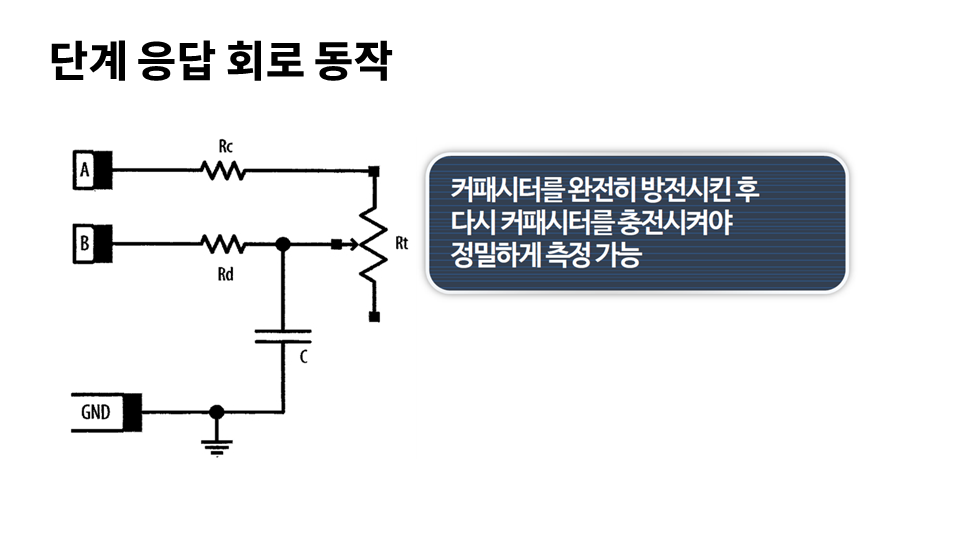 단계 응답 회로 동작
Rc
A
B
Rd
Rt
C
GND
커패시터를 완전히 방전시킨 후
다시 커패시터를 충전시켜야
정밀하게 측정 가능